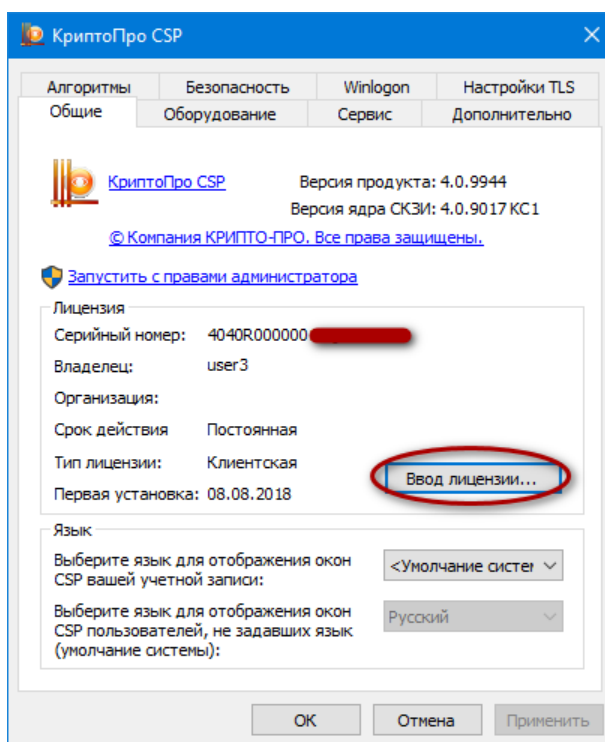 КриптоПро CSP
Алгоритмы Безопасность Winlogon Настройки TLS
Общие Оборудование Сервис Дополнительно
КриптоПро CSP Версия продукта: 4.0.9944
Версия ядра СКЗИ: 4.0.9017 KC1
© Компания КРИПТО-ПРО. Все права защищены.
Запустить с правами администратора
Лицензия
Серийный номер: 4040R000000
Владелец: user3
Организация:
Срок действия Постоянная
Тип лицензии: Клиентская
Ввод лицензии...
Первая установка: 08.08.2018
Язык
Выберите язык для отображения окон
CSP вашей учетной записи:
<Умолчание систем
Выберите язык для отображения окон
CSP пользователей, не задавших язык
(умолчание системы):
Русский
ОК Отмена Применить